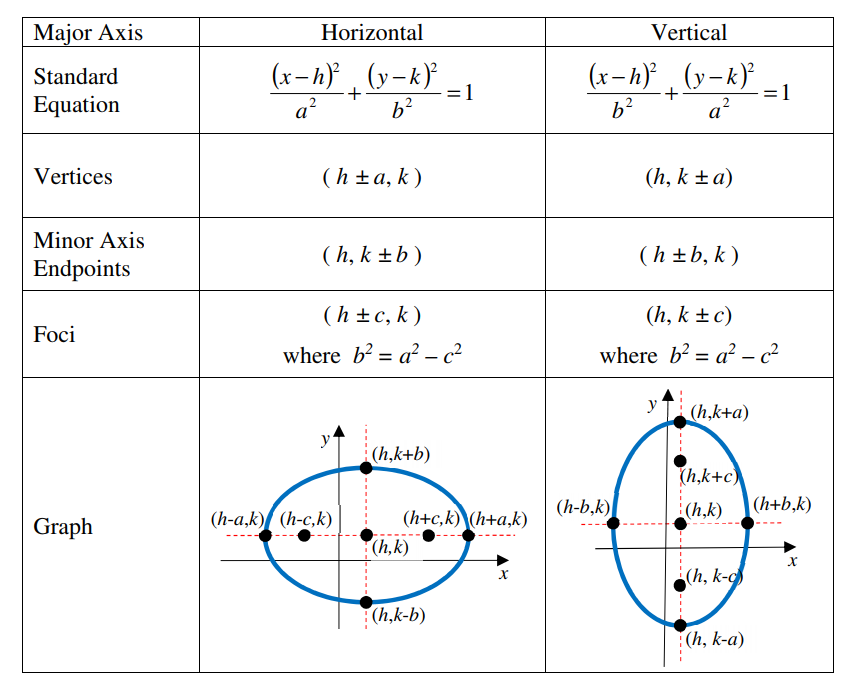 Major Axis Horizontal Vertical
Standard Equation (x−h)²/a² + (y−k)²/b² = 1 (x−h)²/b² + (y−k)²/a² = 1
Vertices ( h ± a, k ) (h, k ± a)
Minor Axis Endpoints ( h, k ± b ) ( h ± b, k )
Foci ( h ± c, k ) (h, k ± c)
where b² = a² – c² where b² = a² – c²
Graph
y
(h,k+b)
(h-a,k) (h-c,k) (h+c,k) (h+a,k)
(h,k)
x
(h,k-b)
y
(h,k+a)
(h,k+c)
(h-b,k) (h,k) (h+b,k)
x
(h, k-c)
(h, k-a)